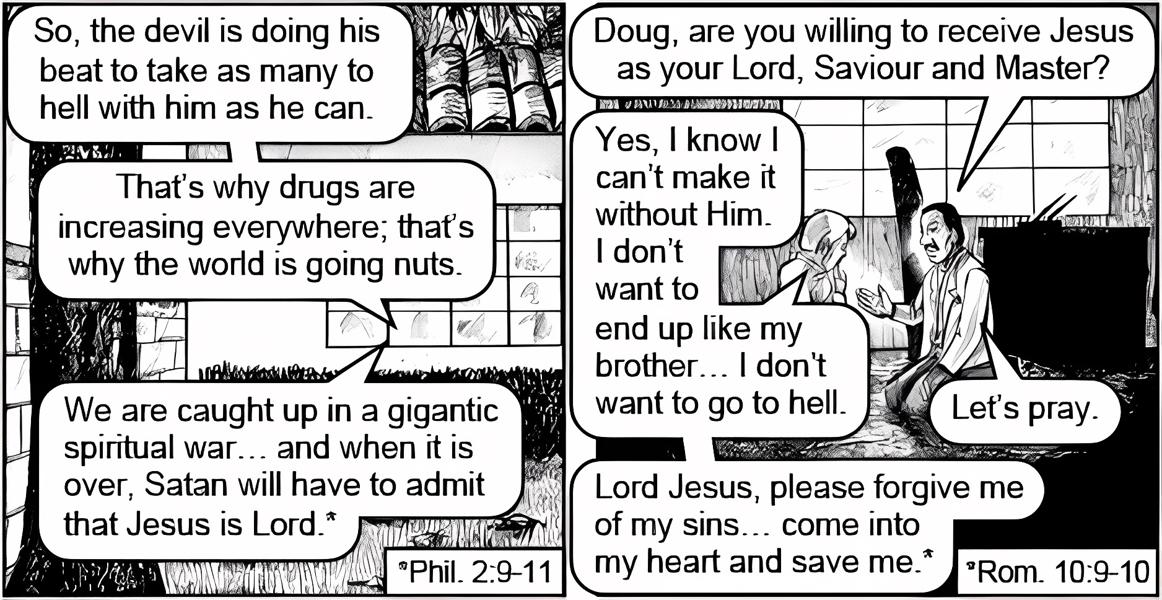 So, the devil is doing his
beat to take as many to
hell with him as he can.
That's why drugs are
increasing everywhere; that's
why the world is going nuts.
We are caught up in a gigantic
spiritual war... and when it is
over, Satan will have to admit
that Jesus is Lord.*
*Phil. 2:9-11
Doug, are you willing to receive Jesus
as your Lord, Saviour and Master?
Yes, I know I
can't make it
without Him.
I don't
want to
end up like my
brother... I don't
want to go to hell.
Let's pray.
Lord Jesus, please forgive me
of my sins... come into
my heart and save me.*
*Rom. 10:9-10